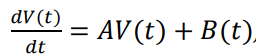 dV(t)/dt = AV(t) + B(t),